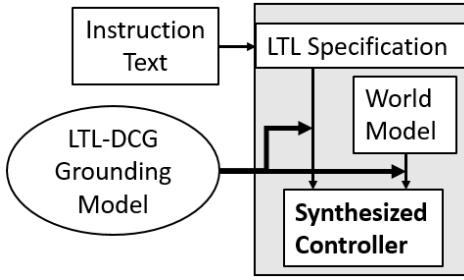 Instruction
Text
LTL Specification
World
Model
LTL-DCG
Grounding
Model
Synthesized
Controller